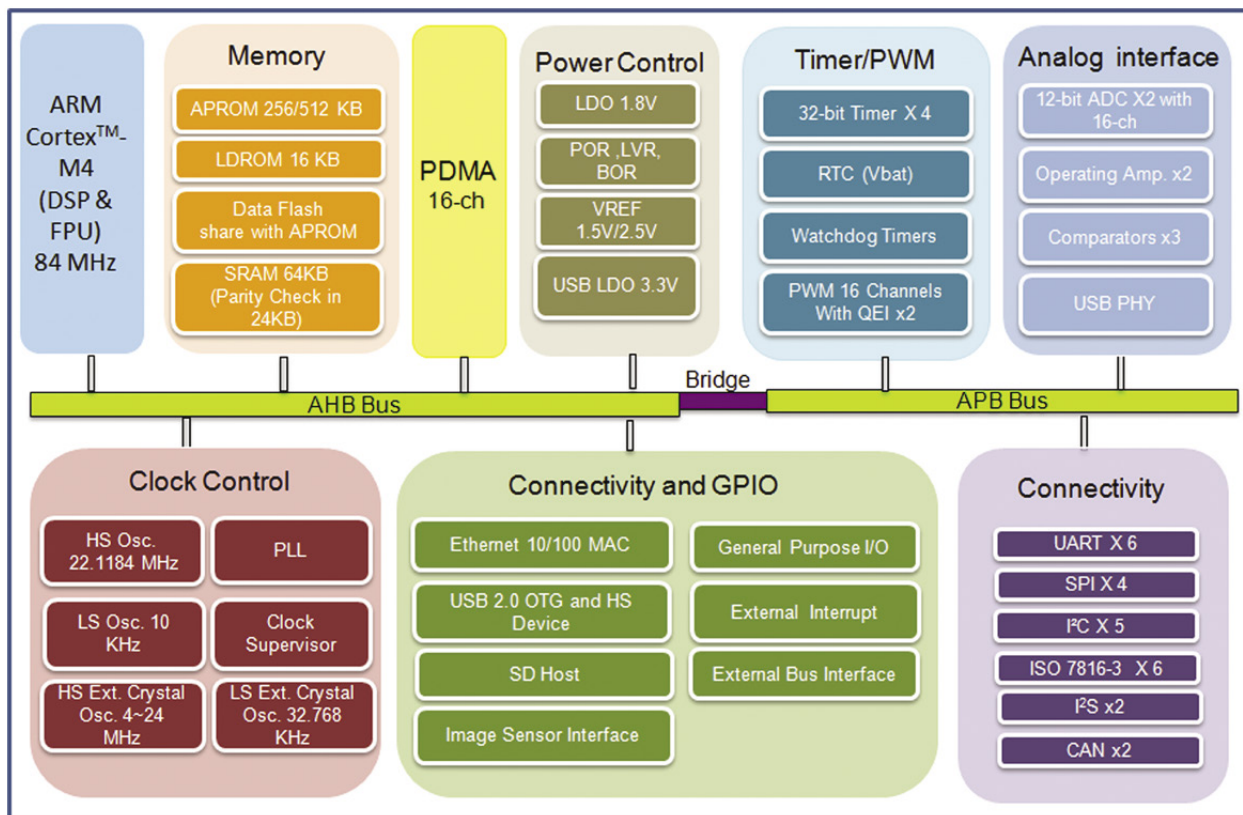 ARM
Cortex™-
M4
(DSP &
FPU)
84 MHz
Memory
APROM 256/512 KB
LDROM 16 KB
Data Flash
share with APROM
SRAM 64KB
(Parity Check in
24KB)
PDMA
16-ch
Power Control
LDO 1.8V
POR ,LVR,
BOR
VREF
1.5V/2.5V
USB LDO 3.3V
Timer/PWM
32-bit Timer X 4
RTC (Vbat)
Watchdog Timers
PWM 16 Channels
With QEI x2
Analog interface
12-bit ADC X2 with
16-ch
Operating Amp. x2
Comparators x3
USB PHY
AHB Bus
Bridge
APB Bus
Clock Control
HS Osc.
22.1184 MHz
PLL
LS Osc. 10
KHz
Clock
Supervisor
HS Ext. Crystal
Osc. 4~24
MHz
LS Ext. Crystal
Osc. 32.768
KHz
Connectivity and GPIO
Ethernet 10/100 MAC
USB 2.0 OTG and HS
Device
SD Host
Image Sensor Interface
General Purpose I/O
External Interrupt
External Bus Interface
Connectivity
UART X 6
SPI X 4
I²C X 5
ISO 7816-3 X 6
I²S x2
CAN x2